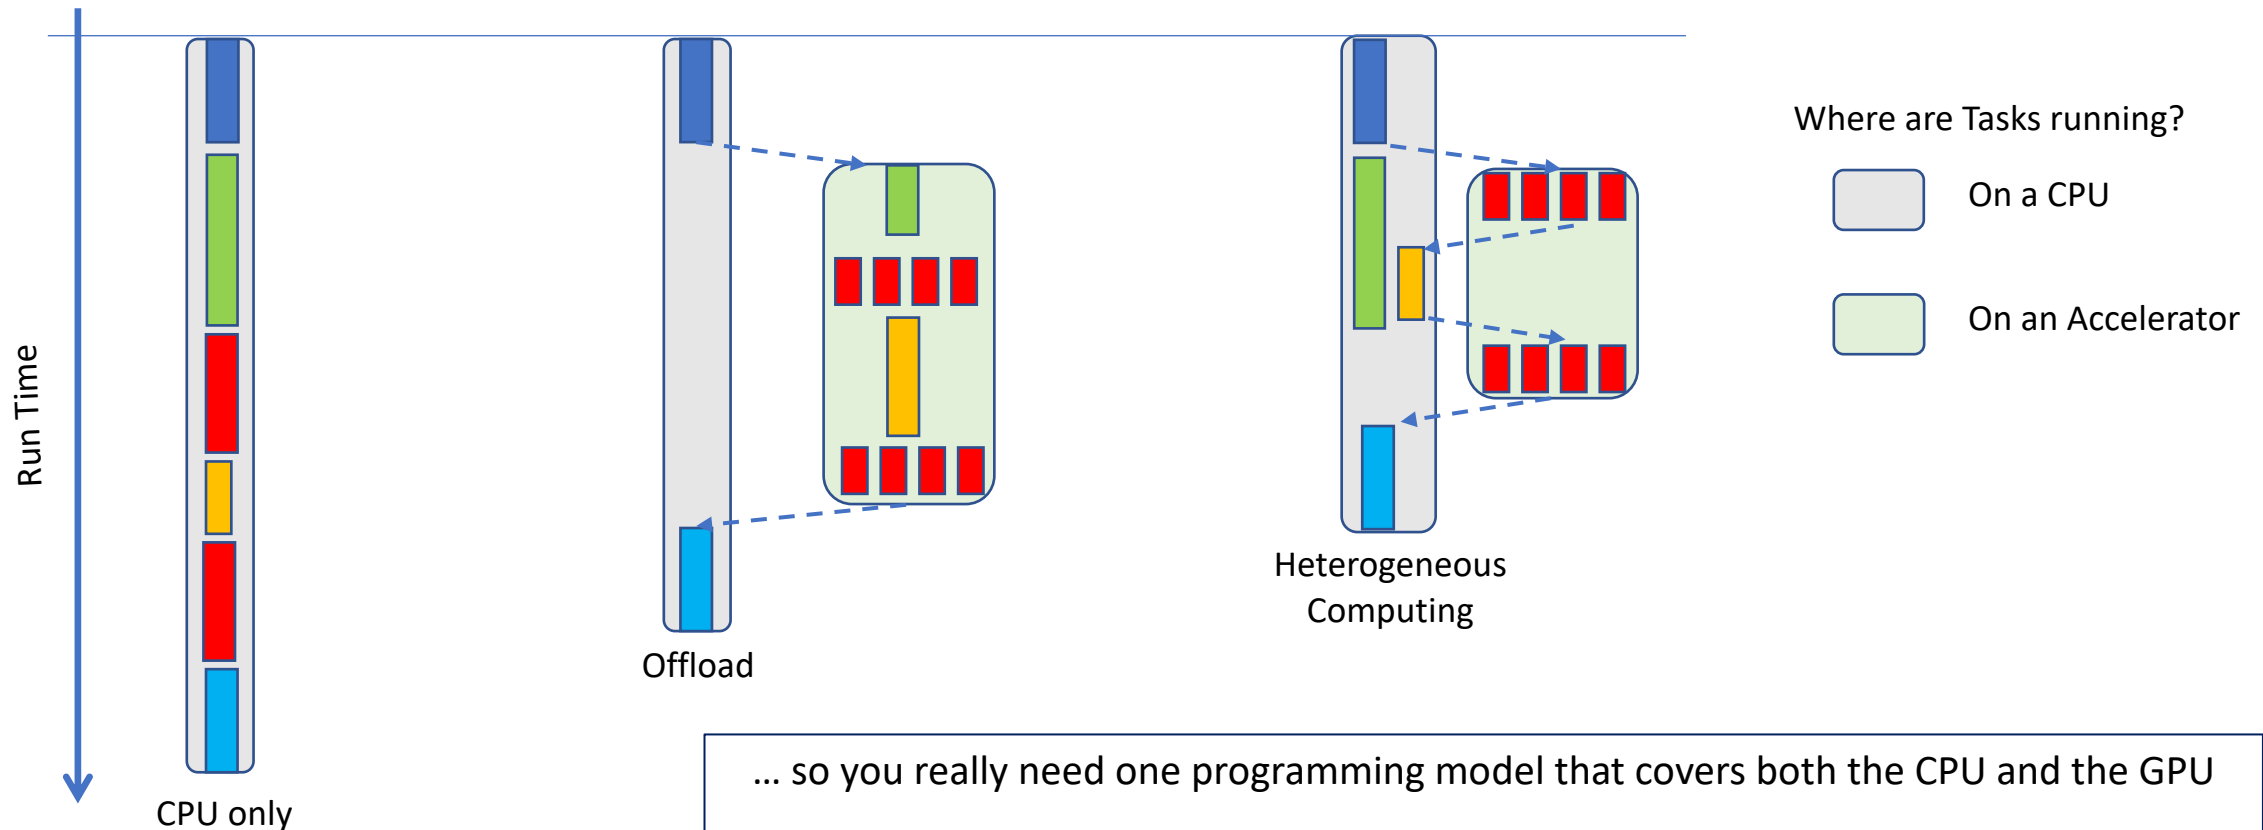 Where are Tasks running?
On a CPU
On an Accelerator
Run Time
Heterogeneous
Computing
Offload
… so you really need one programming model that covers both the CPU and the GPU
CPU only